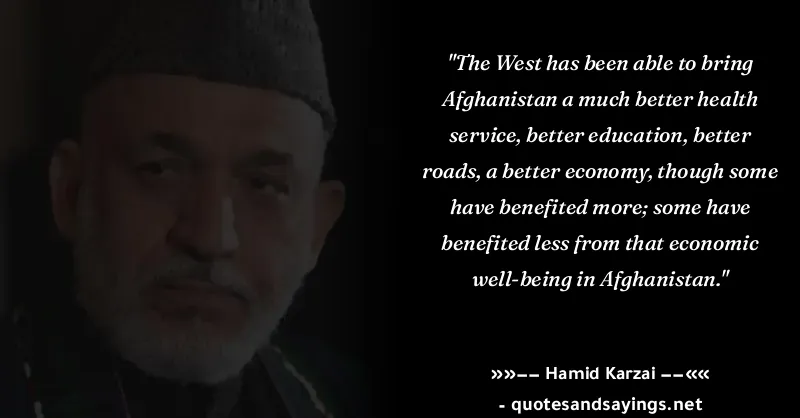 "The West has been able to bring
Afghanistan a much better health
service, better education, better
roads, a better economy, though some
have benefited more; some have
benefited less from that economic
well-being in Afghanistan."
»»−− Hamid Karzai −−««
- quotesandsayings.net